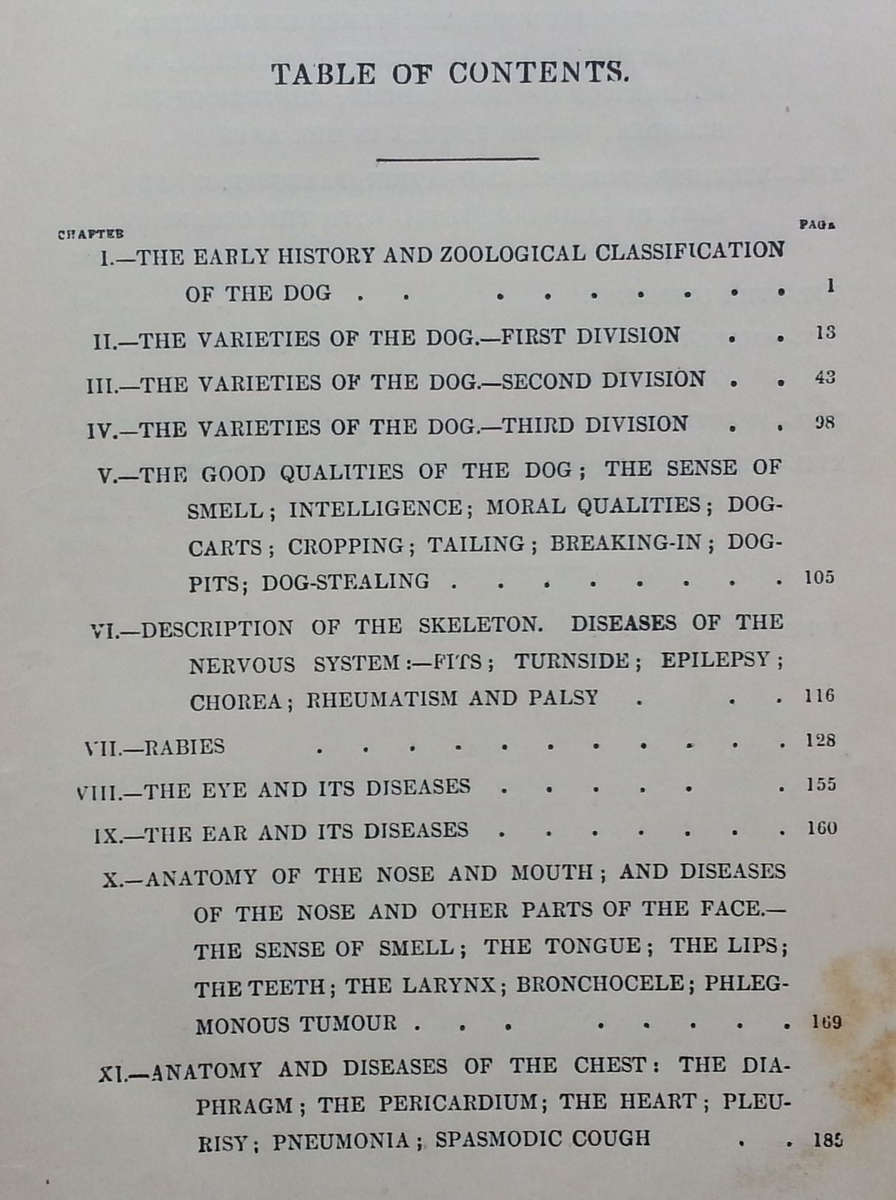 TABLE OF CONTENTS.
CHAPTER PAGE
I.—THE EARLY HISTORY AND ZOOLOGICAL CLASSIFICATION
OF THE DOG . . . . . . . . . 1
II.—THE VARIETIES OF THE DOG.—FIRST DIVISION . . 13
III.—THE VARIETIES OF THE DOG.—SECOND DIVISION . . 43
IV.—THE VARIETIES OF THE DOG.—THIRD DIVISION . . 98
V.—THE GOOD QUALITIES OF THE DOG; THE SENSE OF
SMELL; INTELLIGENCE; MORAL QUALITIES; DOG-
CARTS; CROPPING; TAILING; BREAKING-IN; DOG-
PITS; DOG-STEALING . . . . . . . . 105
VI.—DESCRIPTION OF THE SKELETON. DISEASES OF THE
NERVOUS SYSTEM:—FITS; TURNSIDE; EPILEPSY;
CHOREA; RHEUMATISM AND PALSY . . . 116
VII.—RABIES . . . . . . . . . . . 128
VIII.—THE EYE AND ITS DISEASES . . . . . . 155
IX.—THE EAR AND ITS DISEASES . . . . . . . 160
X.—ANATOMY OF THE NOSE AND MOUTH; AND DISEASES
OF THE NOSE AND OTHER PARTS OF THE FACE.—
THE SENSE OF SMELL; THE TONGUE; THE LIPS;
THE TEETH; THE LARYNX; BRONCHOCELE; PHLEG-
MONOUS TUMOUR . . . . . . . . 169
XI.—ANATOMY AND DISEASES OF THE CHEST: THE DIA-
PHRAGM; THE PERICARDIUM; THE HEART; PLEU-
RISY; PNEUMONIA; SPASMODIC COUGH . . 185